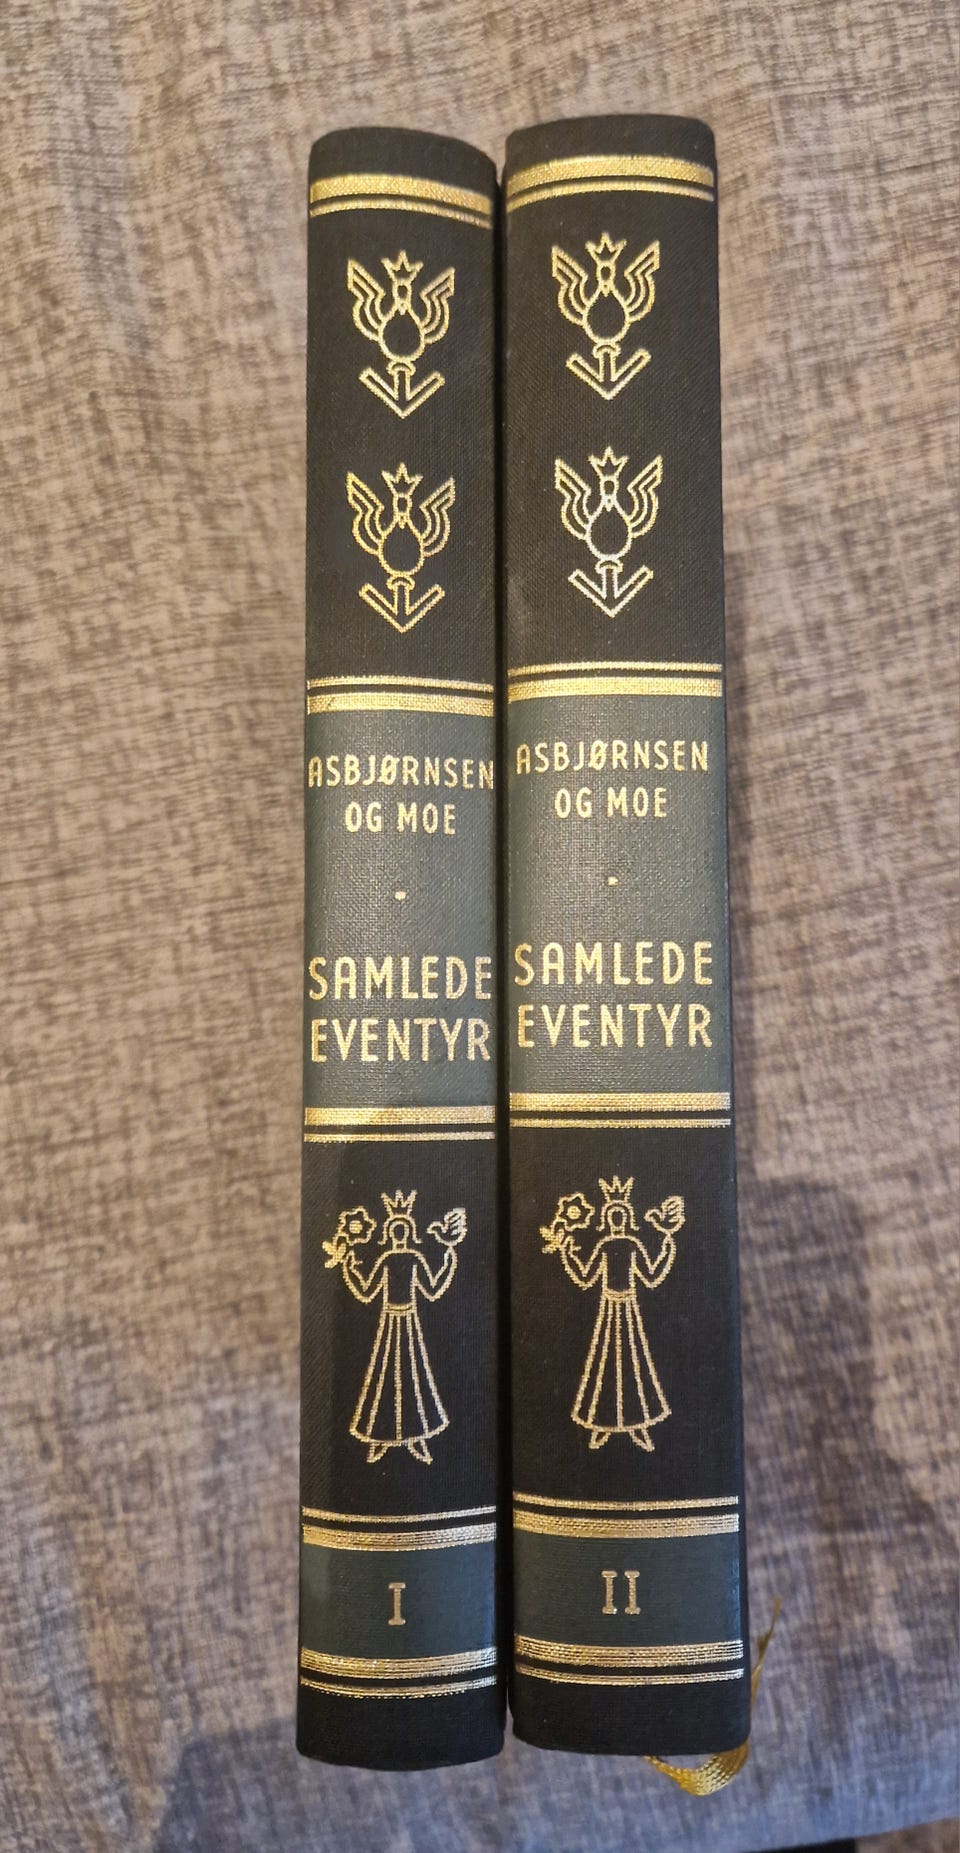 ASBJØRNSEN
OG MOE
SAMLEDE
EVENTYR
I
ASBJØRNSEN
OG MOE
SAMLEDE
EVENTYR
II